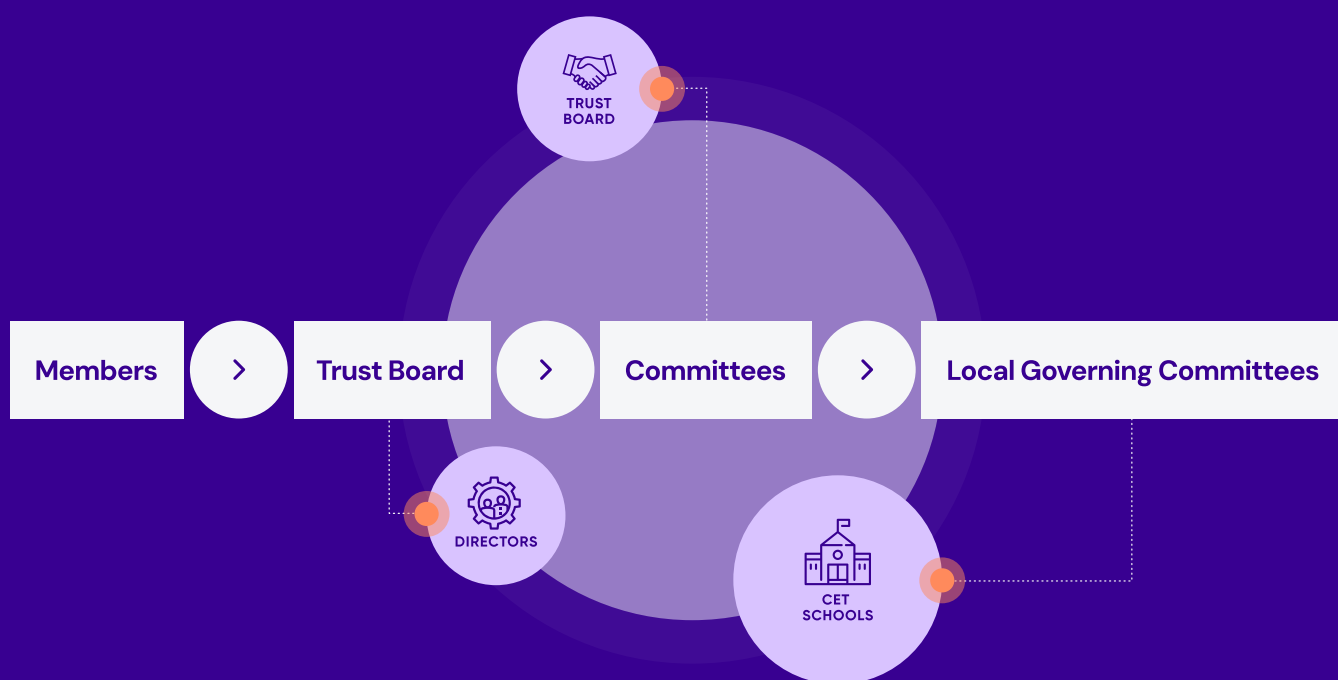 TRUST
BOARD
Members
Trust Board
Committees
Local Governing Committees
DIRECTORS
CET
SCHOOLS